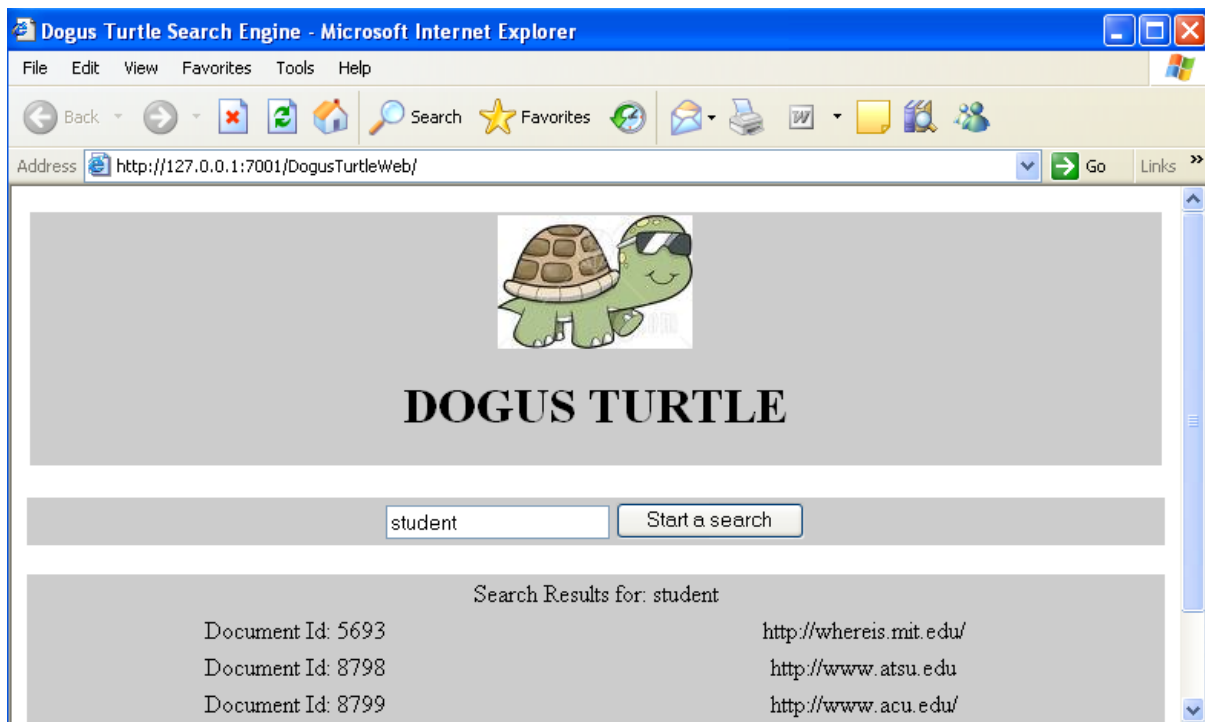 Dogus Turtle Search Engine - Microsoft Internet Explorer
File Edit View Favorites Tools Help
Back Search Favorites W
Address http://127.0.0.1:7001/DogusTurtleWeb/ Go Links »
DOGUS TURTLE
student Start a search
Search Results for: student
Document Id: 5693 http://whereis.mit.edu/
Document Id: 8798 http://www.atsu.edu
Document Id: 8799 http://www.acu.edu/